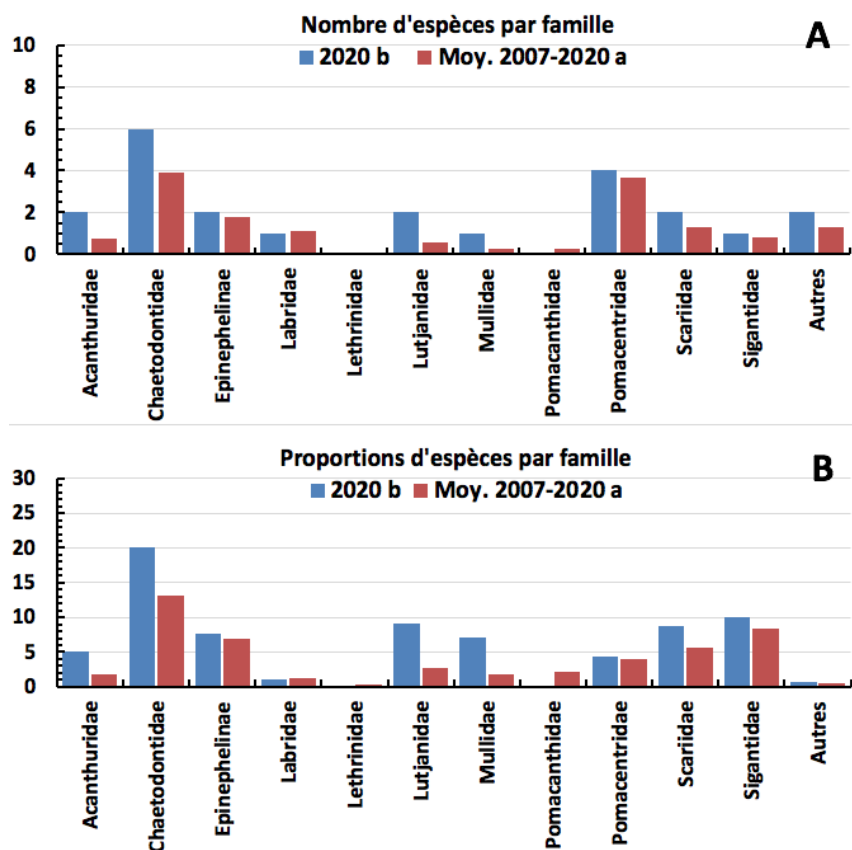 Nombre d'espèces par famille
A
2020 b
Moy. 2007-2020 a
10
8
6
4
2
0
Acanthuridae
Chaetodontidae
Epinephelinae
Labridae
Lethrinidae
Lutjanidae
Mullidae
Pomacanthidae
Pomacentridae
Scariidae
Sigantidae
Autres
Proportions d'espèces par famille
B
2020 b
Moy. 2007-2020 a
30
25
20
15
10
5
0
Acanthuridae
Chaetodontidae
Epinephelinae
Labridae
Lethrinidae
Lutjanidae
Mullidae
Pomacanthidae
Pomacentridae
Scariidae
Sigantidae
Autres